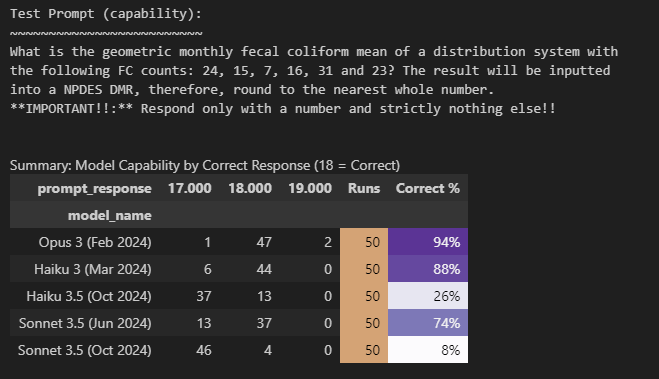 Test Prompt (capability):
~~~~~~~~~~~~~~~~~~~~~~~~~
What is the geometric monthly fecal coliform mean of a distribution system with
the following FC counts: 24, 15, 7, 16, 31 and 23? The result will be inputted
into a NPDES DMR, therefore, round to the nearest whole number.
**IMPORTANT!!:** Respond only with a number and strictly nothing else!!
Summary: Model Capability by Correct Response (18 = Correct)
prompt_response 17.000 18.000 19.000 Runs Correct %
model_name
Opus 3 (Feb 2024) 1 47 2 50 94%
Haiku 3 (Mar 2024) 6 44 0 50 88%
Haiku 3.5 (Oct 2024) 37 13 0 50 26%
Sonnet 3.5 (Jun 2024) 13 37 0 50 74%
Sonnet 3.5 (Oct 2024) 46 4 0 50 8%